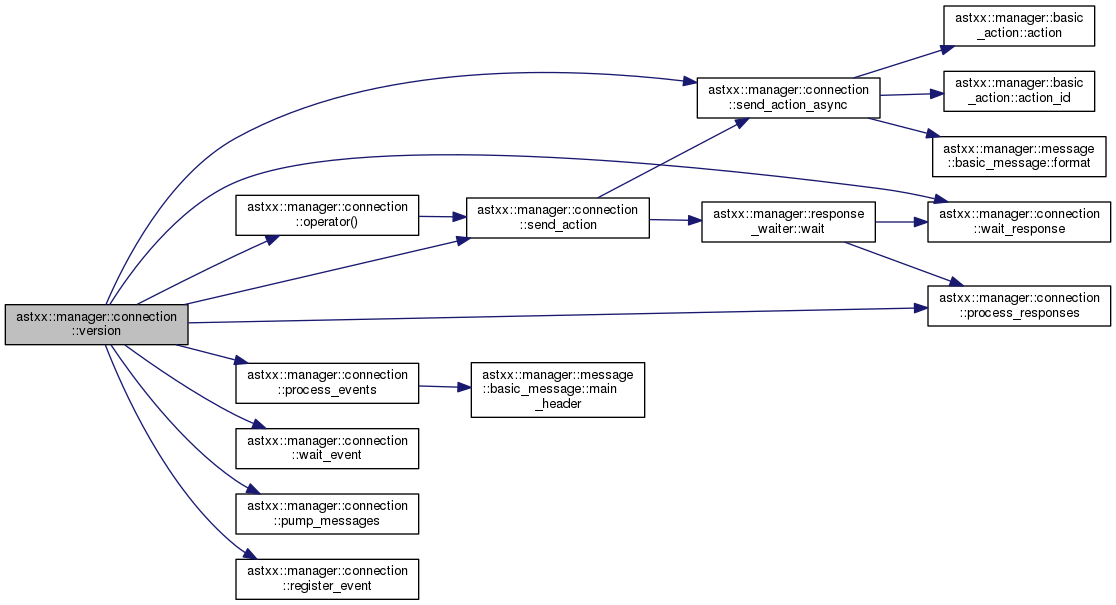 astxx::manager::basic
_action::action
astxx::manager::connection
::send_action_async
astxx::manager::basic
_action::action_id
astxx::manager::message
::basic_message::format
astxx::manager::connection
::operator()
astxx::manager::connection
::send_action
astxx::manager::response
_waiter::wait
astxx::manager::connection
::wait_response
astxx::manager::connection
::process_responses
astxx::manager::connection
::version
astxx::manager::connection
::process_events
astxx::manager::message
::basic_message::main
_header
astxx::manager::connection
::wait_event
astxx::manager::connection
::pump_messages
astxx::manager::connection
::register_event